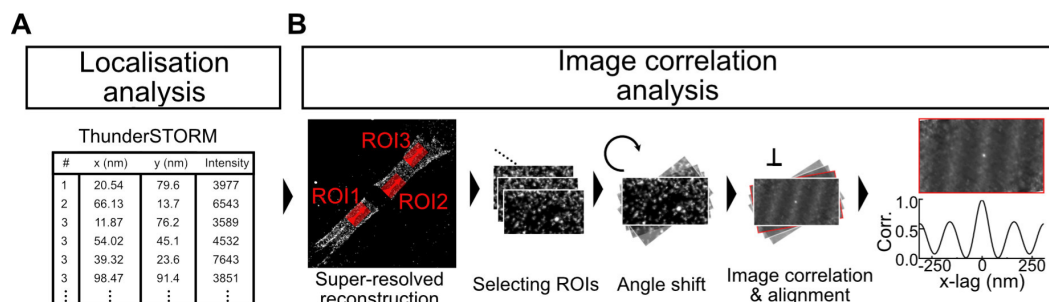 A
B
Localisation
analysis
Image correlation
analysis
ThunderSTORM
# x (nm) y (nm) Intensity
1 20.54 79.6 3977
2 66.13 13.7 6543
3 11.87 76.2 3589
3 54.02 45.1 4532
3 39.32 23.6 7643
3 98.47 91.4 3851
⋮ ⋮ ⋮ ⋮
ROI3
ROI1
ROI2
Super-resolved
reconstruction
Selecting ROIs
Angle shift
Image correlation
& alignment
Corr.
1.0
0.5
0.0
-250 0 250
x-lag (nm)